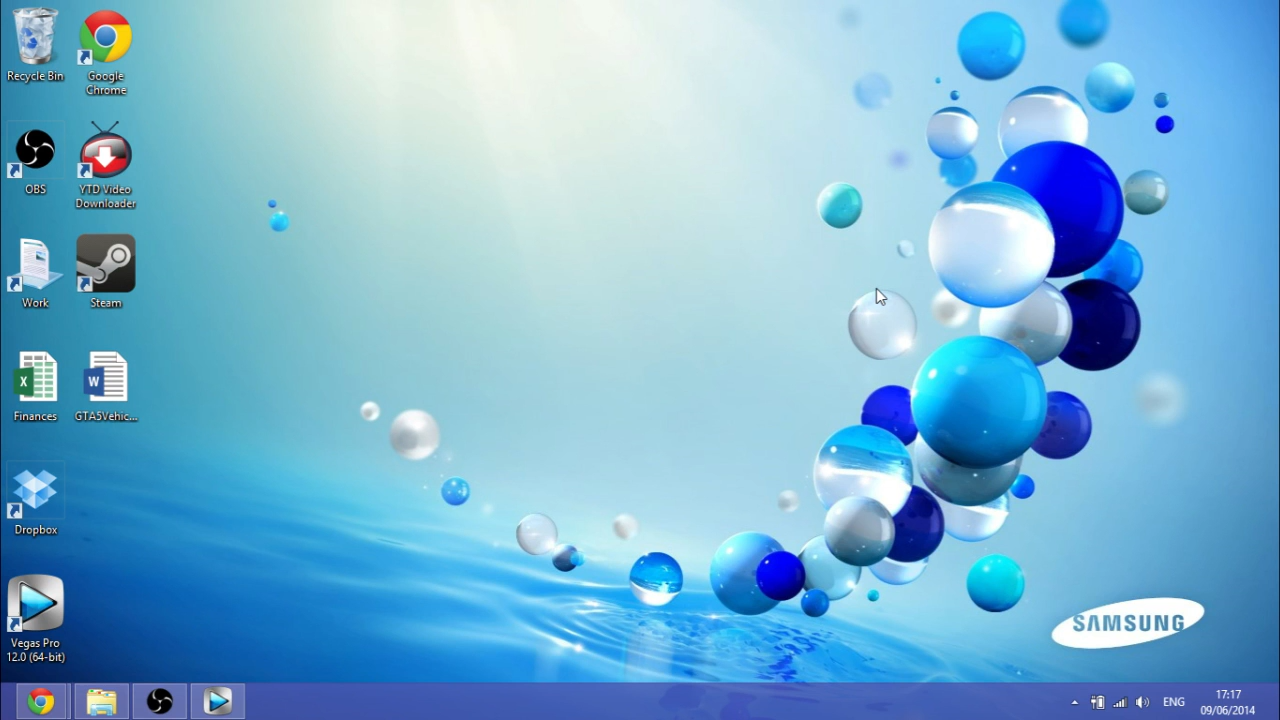 Recycle Bin
Google
Chrome
OBS
YTD Video
Downloader
Work
Steam
X
Finances
W
GTA5Vehic...
Dropbox
Vegas Pro
12.0 (64-bit)
SAMSUNG
ENG
17:17
09/06/2014